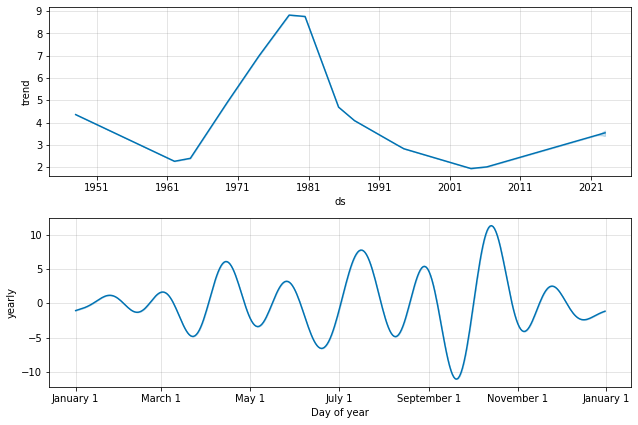 9
8
7
6
5
4
3
2
trend
1951 1961 1971 1981 1991 2001 2011 2021
ds
10
5
0
−5
−10
yearly
January 1 March 1 May 1 July 1 September 1 November 1 January 1
Day of year